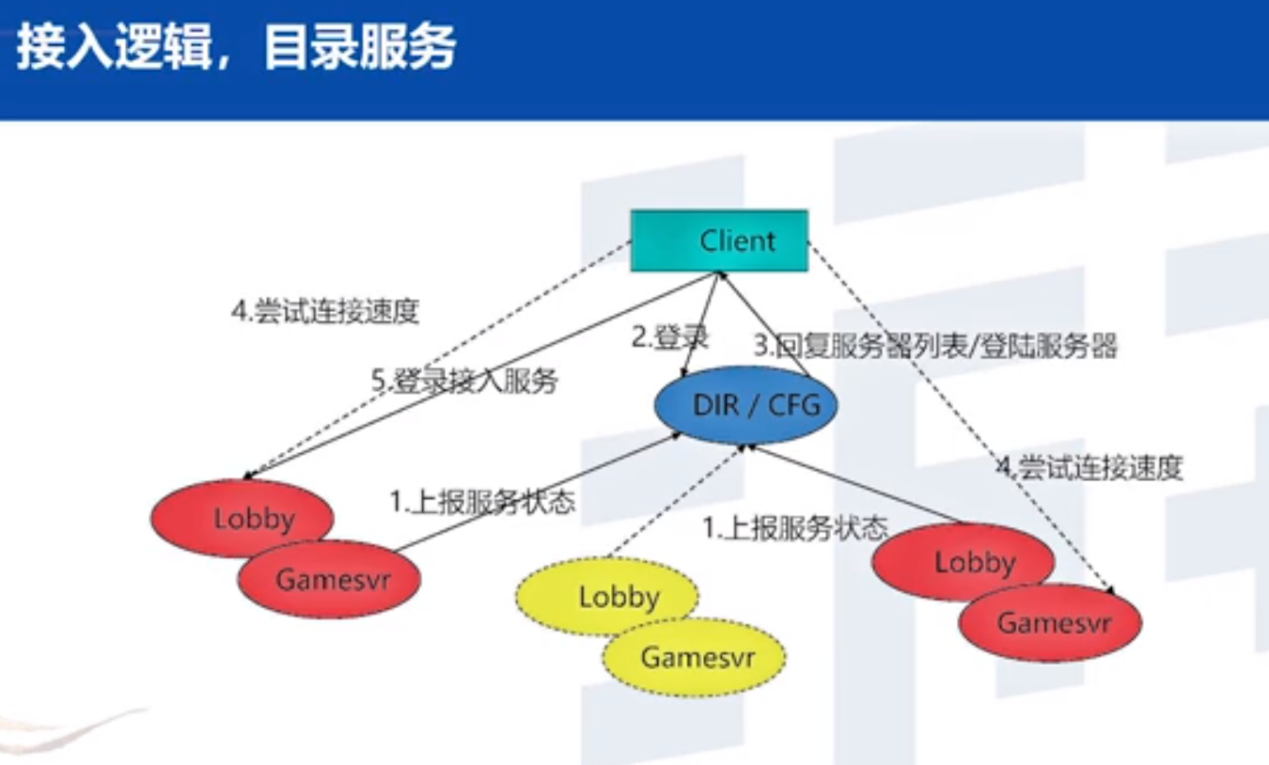 接入逻辑，目录服务
Client
4.尝试连接速度
2.登录
3.回复服务器列表/登陆服务器
5.登录接入服务
DIR / CFG
4.尝试连接速度
1.上报服务状态
Lobby
1.上报服务状态
Lobby
Gamesvr
Lobby
Gamesvr
Gamesvr